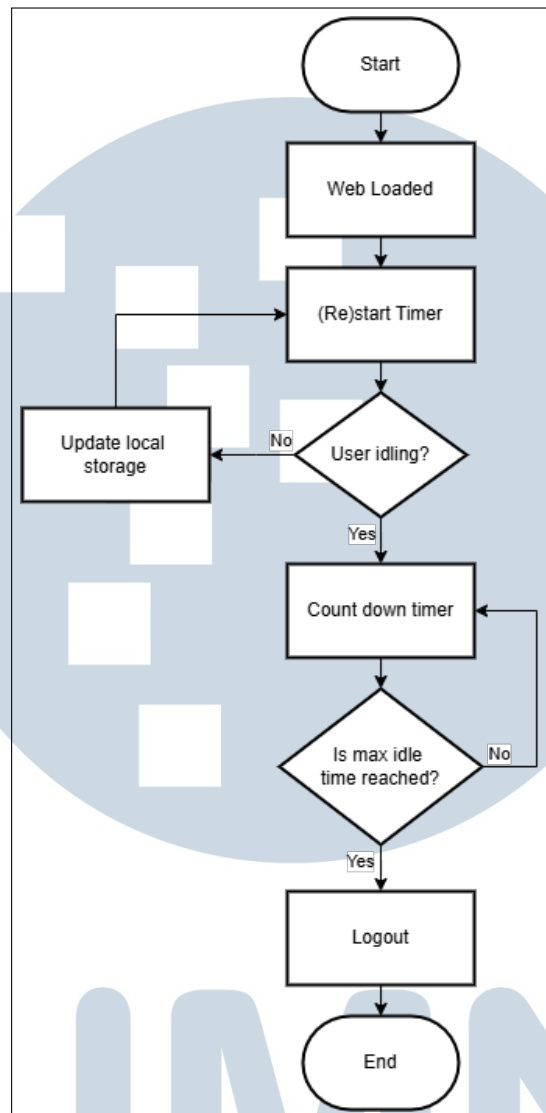 Start
Web Loaded
(Re)start Timer
Update local
storage
No
User idling?
Yes
Count down timer
Is max idle
time reached?
No
Yes
Logout
End